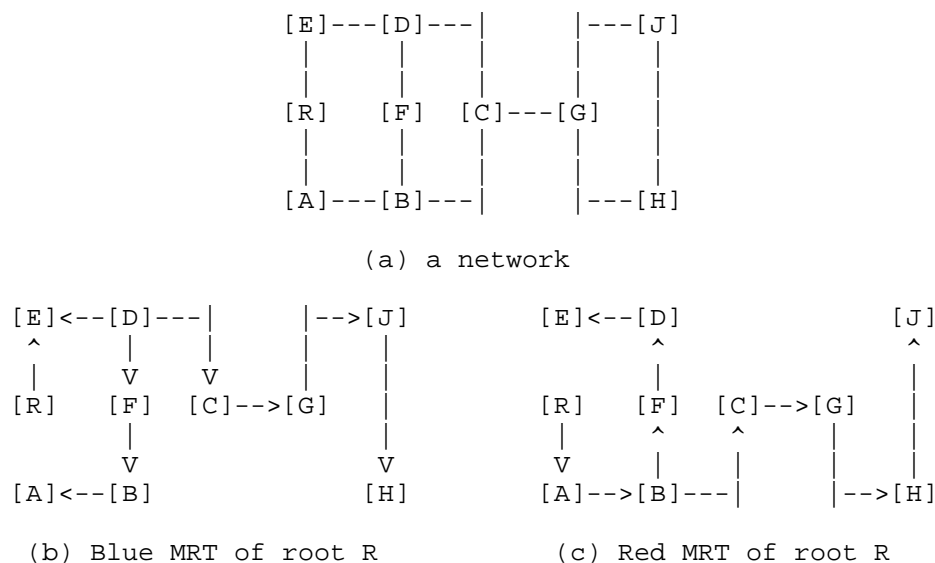 [E]---[D]---|     |---[J]
 |     |    |     |    |
 |     |    |     |    |
[R]   [F]  [C]---[G]   |
 |     |    |     |    |
 |     |    |     |    |
[A]---[B]---|     |---[H]
(a) a network
[E]<--[D]---|     |-->[J]        [E]<--[D]            [J]
 ^     |    |     |    |               ^              ^
 |     V    V     |    |               |              |
[R]   [F]  [C]-->[G]   |         [R]   [F]  [C]-->[G]   |
       |               |          |     ^    ^     |    |
       V               V          V     |    |     |    |
[A]<--[B]             [H]        [A]-->[B]---|     |-->[H]
(b) Blue MRT of root R           (c) Red MRT of root R